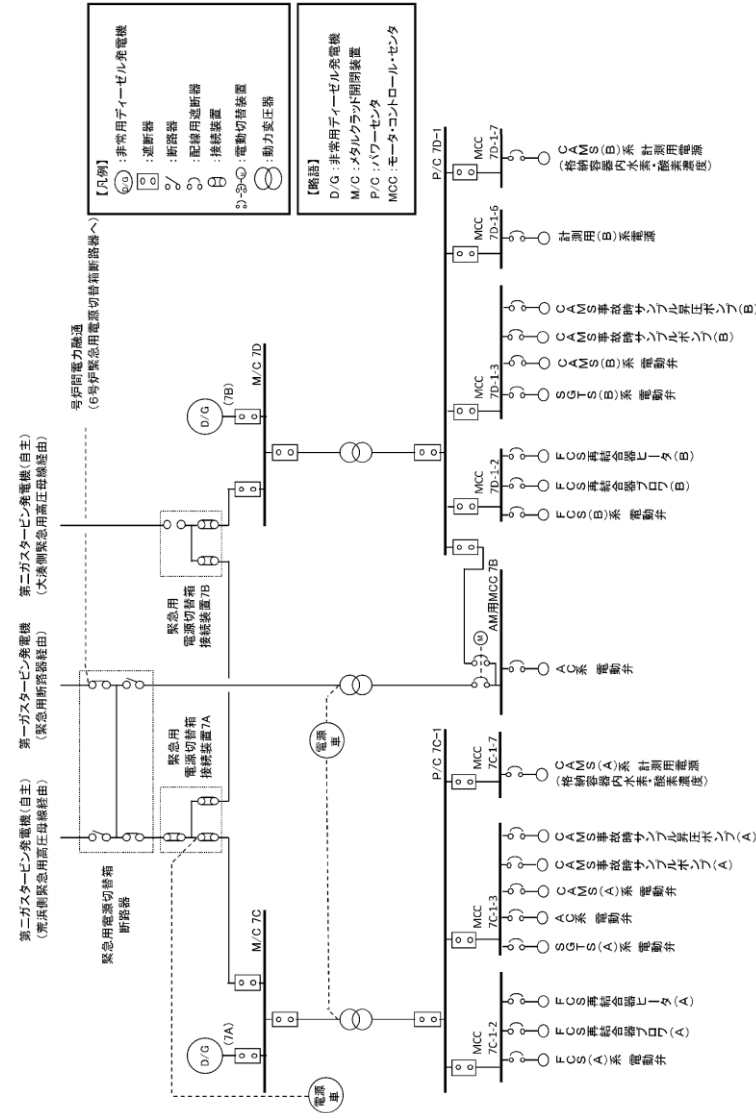 第二ガスタービン発電機(自主)
(荒浜側緊急用高圧母線経由)
第一ガスタービン発電機
(緊急用断路器経由)
第二ガスタービン発電機(自主)
(大湊側緊急用高圧母線経由)
号炉間電力融通
(6号炉緊急用電源切替箱断路器へ)
緊急用電源切替箱
断路器
緊急用
電源切替箱
接続装置7A
緊急用
電源切替箱
接続装置7B
【凡例】
D/G
:非常用ディーゼル発電機
:遮断器
:断路器
:配線用遮断器
:接続装置
:電動切替装置
:動力変圧器
【略語】
D/G :非常用ディーゼル発電機
M/C :メタルクラッド開閉装置
P/C :パワーセンタ
MCC :モータ・コントロール・センタ
D/G
(7A)
M/C 7C
D/G
(7B)
M/C 7D
電源
車
電源
車
P/C 7C-1
P/C 7D-1
M
AM用MCC 7B
MCC
7C-1-2
MCC
7C-1-3
MCC
7C-1-7
MCC
7D-1-2
MCC
7D-1-3
MCC
7D-1-6
MCC
7D-1-7
FCS(A)系 電動弁
FCS再結合器ブロワ(A)
FCS再結合器ヒータ(A)
SGTS(A)系 電動弁
AC系 電動弁
CAMS(A)系 電動弁
CAMS事故時サンプルポンプ(A)
CAMS事故時サンプル昇圧ポンプ(A)
CAMS(A)系 計測用電源
(格納容器内水素・酸素濃度)
AC系 電動弁
FCS(B)系 電動弁
FCS再結合器ブロワ(B)
FCS再結合器ヒータ(B)
SGTS(B)系 電動弁
CAMS(B)系 電動弁
CAMS事故時サンプルポンプ(B)
CAMS事故時サンプル昇圧ポンプ(B)
計測用(B)系電源
CAMS(B)系 計測用電源
(格納容器内水素・酸素濃度)